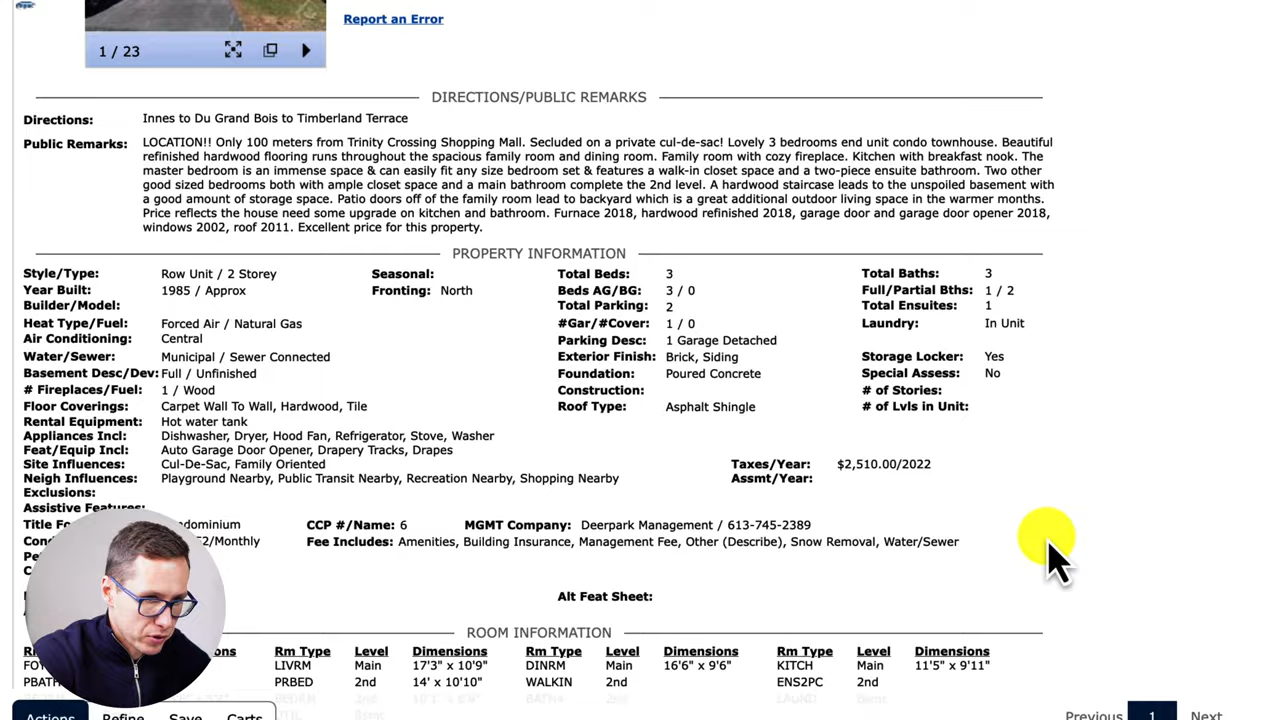 Report an Error
1 / 23
DIRECTIONS/PUBLIC REMARKS
Directions: Innes to Du Grand Bois to Timberland Terrace
Public Remarks: LOCATION!! Only 100 meters from Trinity Crossing Shopping Mall. Secluded on a private cul-de-sac! Lovely 3 bedrooms end unit condo townhouse. Beautiful
refinished hardwood flooring runs throughout the spacious family room and dining room. Family room with cozy fireplace. Kitchen with breakfast nook. The
master bedroom is an immense space & can easily fit any size bedroom set & features a walk-in closet space and a two-piece ensuite bathroom. Two other
good sized bedrooms both with ample closet space and a main bathroom complete the 2nd level. A hardwood staircase leads to the unspoiled basement with
a good amount of storage space. Patio doors off of the family room lead to backyard which is a great additional outdoor living space in the warmer months.
Price reflects the house need some upgrade on kitchen and bathroom. Furnace 2018, hardwood refinished 2018, garage door and garage door opener 2018,
windows 2002, roof 2011. Excellent price for this property.
PROPERTY INFORMATION
Style/Type: Row Unit / 2 Storey Seasonal: Total Beds: 3 Total Baths: 3
Year Built: 1985 / Approx Fronting: North Beds AG/BG: 3 / 0 Full/Partial Bths: 1 / 2
Builder/Model: Total Parking: 2 Total Ensuites: 1
Heat Type/Fuel: Forced Air / Natural Gas #Gar/#Cover: 1 / 0 Laundry: In Unit
Air Conditioning: Central Parking Desc: 1 Garage Detached
Water/Sewer: Municipal / Sewer Connected Exterior Finish: Brick, Siding Storage Locker: Yes
Basement Desc/Dev: Full / Unfinished Foundation: Poured Concrete Special Assess: No
# Fireplaces/Fuel: 1 / Wood Construction: # of Stories:
Floor Coverings: Carpet Wall To Wall, Hardwood, Tile Roof Type: Asphalt Shingle # of Lvls in Unit:
Rental Equipment: Hot water tank
Appliances Incl: Dishwasher, Dryer, Hood Fan, Refrigerator, Stove, Washer
Feat/Equip Incl: Auto Garage Door Opener, Drapery Tracks, Drapes
Site Influences: Cul-De-Sac, Family Oriented Taxes/Year: $2,510.00/2022
Neigh Influences: Playground Nearby, Public Transit Nearby, Recreation Nearby, Shopping Nearby Assmt/Year:
Exclusions:
Assistive Features:
Title CCP #/Name: 6 MGMT Company: Deerpark Management / 613-745-2389
Fee Includes: Amenities, Building Insurance, Management Fee, Other (Describe), Snow Removal, Water/Sewer
Alt Feat Sheet:
ROOM INFORMATION
Rm Type Level Dimensions Rm Type Level Dimensions
LIVRM Main 17'3" x 10'9" DINRM Main 16'6" x 9'6" KITCH Main 11'5" x 9'11"
PRBED 2nd 14' x 10'10" WALKIN 2nd ENS2PC 2nd
Actions Refine Save Carts Previous 1 Next